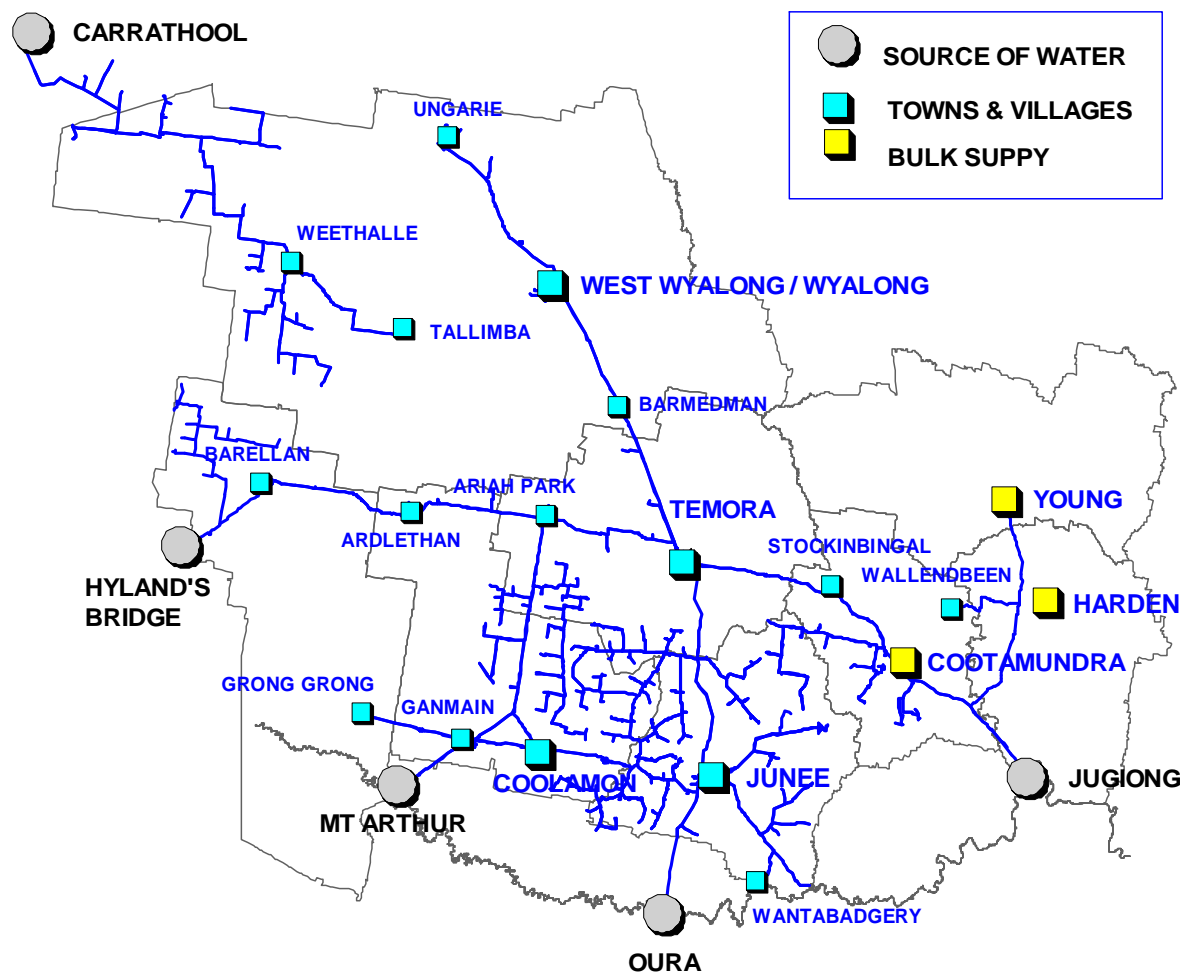 CARRATHOOL
SOURCE OF WATER
TOWNS & VILLAGES
BULK SUPPY
UNGARIE
WEETHALLE
WEST WYALONG / WYALONG
TALLIMBA
BARMEDMAN
BARELLAN
ARIAH PARK
TEMORA
YOUNG
ARDLETHAN
STOCKINBINGAL
WALLENDBEEN
HYLAND'S
BRIDGE
HARDEN
COOTAMUNDRA
GRONG GRONG
GANMAIN
COOLAMON
JUNEE
JUGIONG
MT ARTHUR
WANTABADGERY
OURA